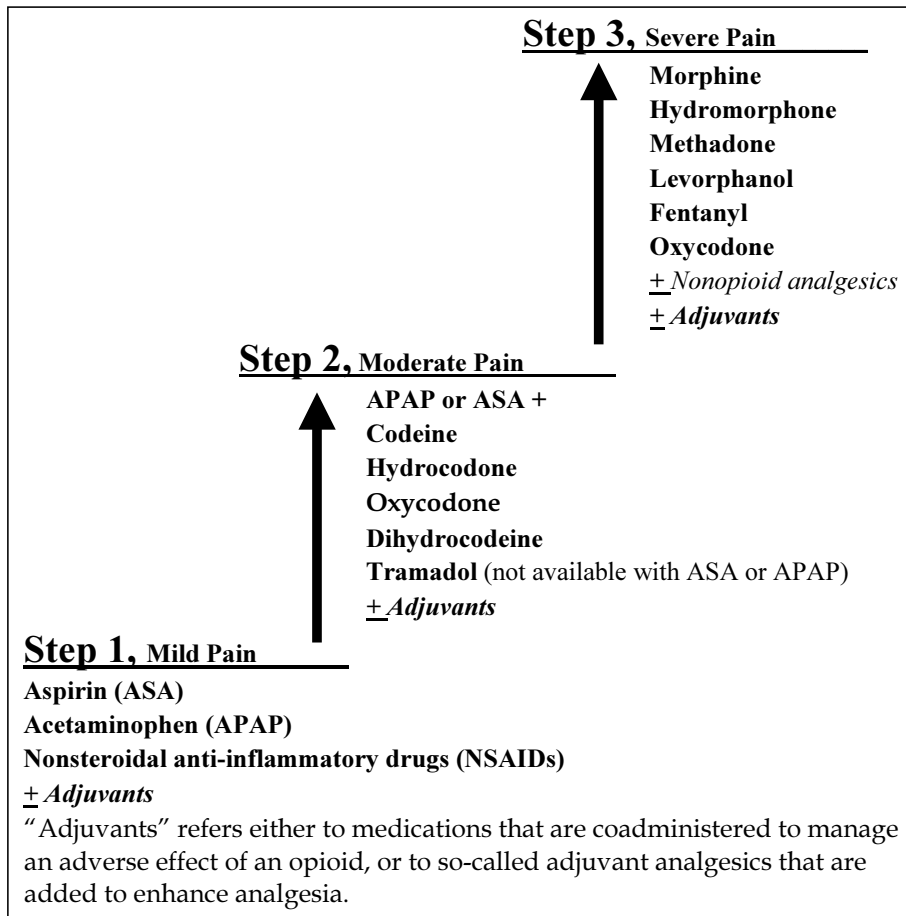 Step 3, Severe Pain
Morphine
Hydromorphone
Methadone
Levorphanol
Fentanyl
Oxycodone
± Nonopioid analgesics
± Adjuvants
Step 2, Moderate Pain
APAP or ASA +
Codeine
Hydrocodone
Oxycodone
Dihydrocodeine
Tramadol (not available with ASA or APAP)
± Adjuvants
Step 1, Mild Pain
Aspirin (ASA)
Acetaminophen (APAP)
Nonsteroidal anti-inflammatory drugs (NSAIDs)
± Adjuvants
“Adjuvants” refers either to medications that are coadministered to manage
an adverse effect of an opioid, or to so-called adjuvant analgesics that are
added to enhance analgesia.